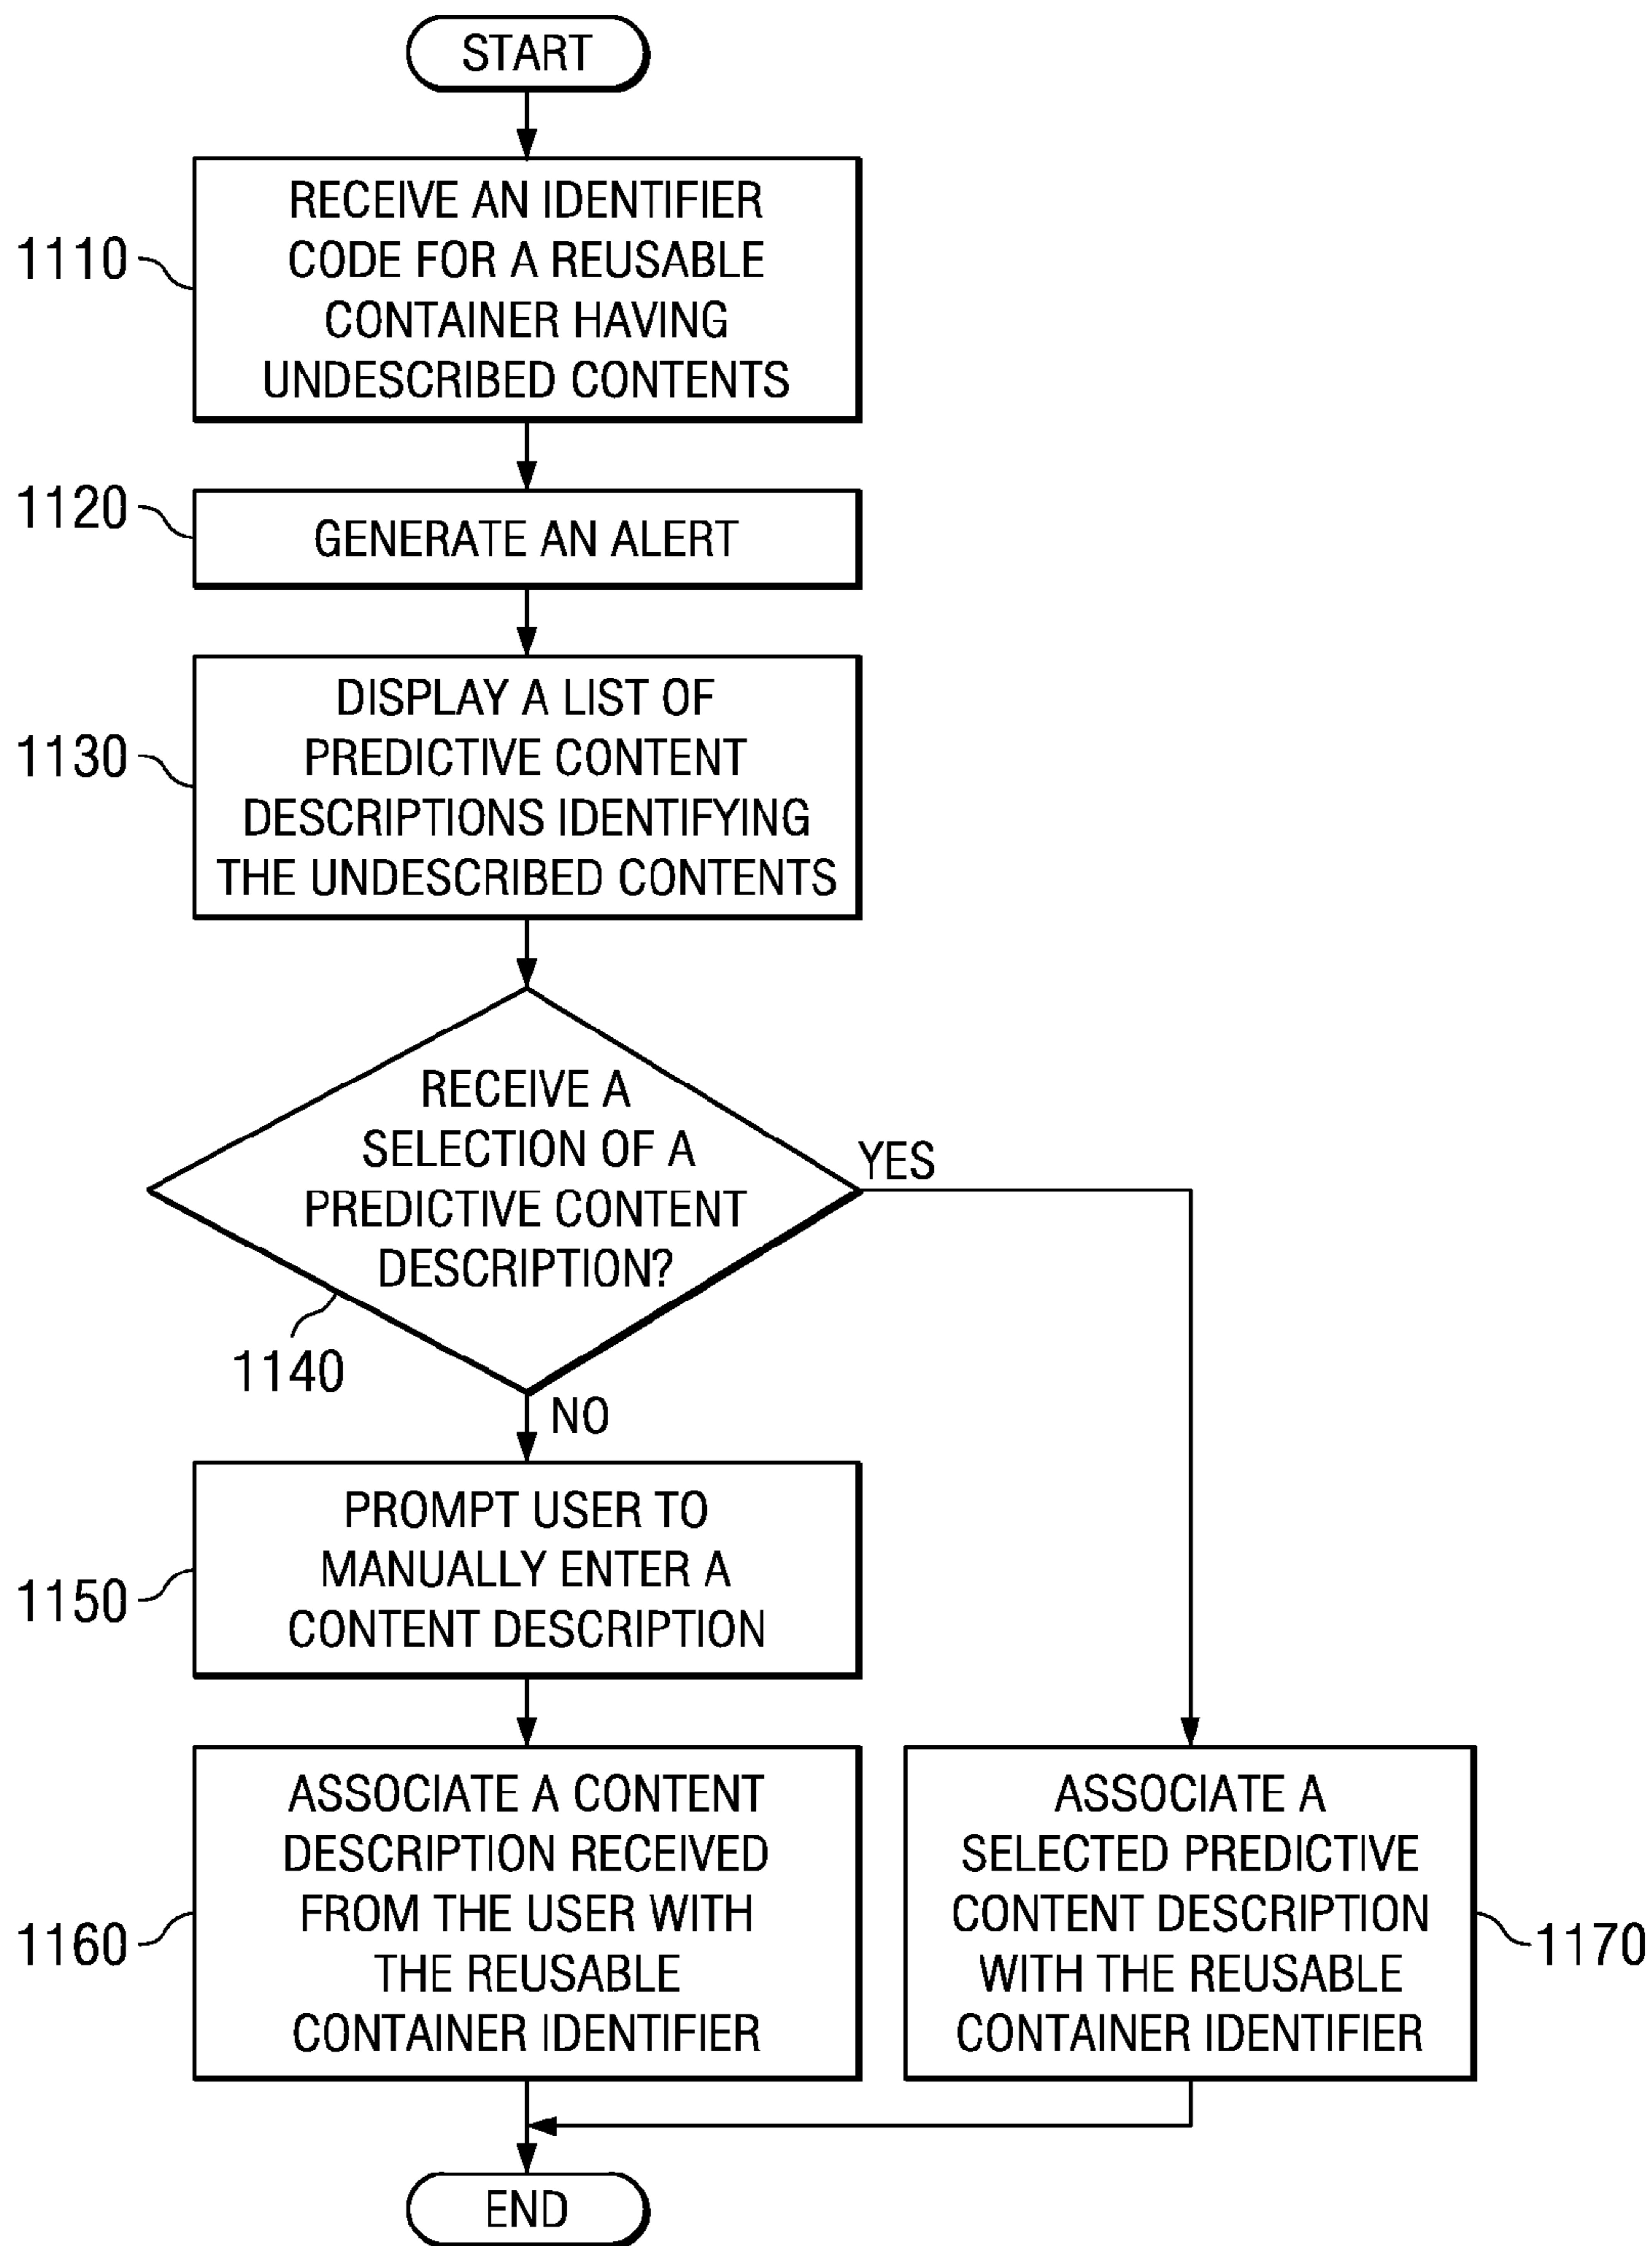 START
1110
RECEIVE AN IDENTIFIER
CODE FOR A REUSABLE
CONTAINER HAVING
UNDESCRIBED CONTENTS
1120
GENERATE AN ALERT
1130
DISPLAY A LIST OF
PREDICTIVE CONTENT
DESCRIPTIONS IDENTIFYING
THE UNDESCRIBED CONTENTS
RECEIVE A
SELECTION OF A
PREDICTIVE CONTENT
DESCRIPTION?
YES
1140
NO
1150
PROMPT USER TO
MANUALLY ENTER A
CONTENT DESCRIPTION
1160
ASSOCIATE A CONTENT
DESCRIPTION RECEIVED
FROM THE USER WITH
THE REUSABLE
CONTAINER IDENTIFIER
ASSOCIATE A
SELECTED PREDICTIVE
CONTENT DESCRIPTION
WITH THE REUSABLE
CONTAINER IDENTIFIER
1170
END